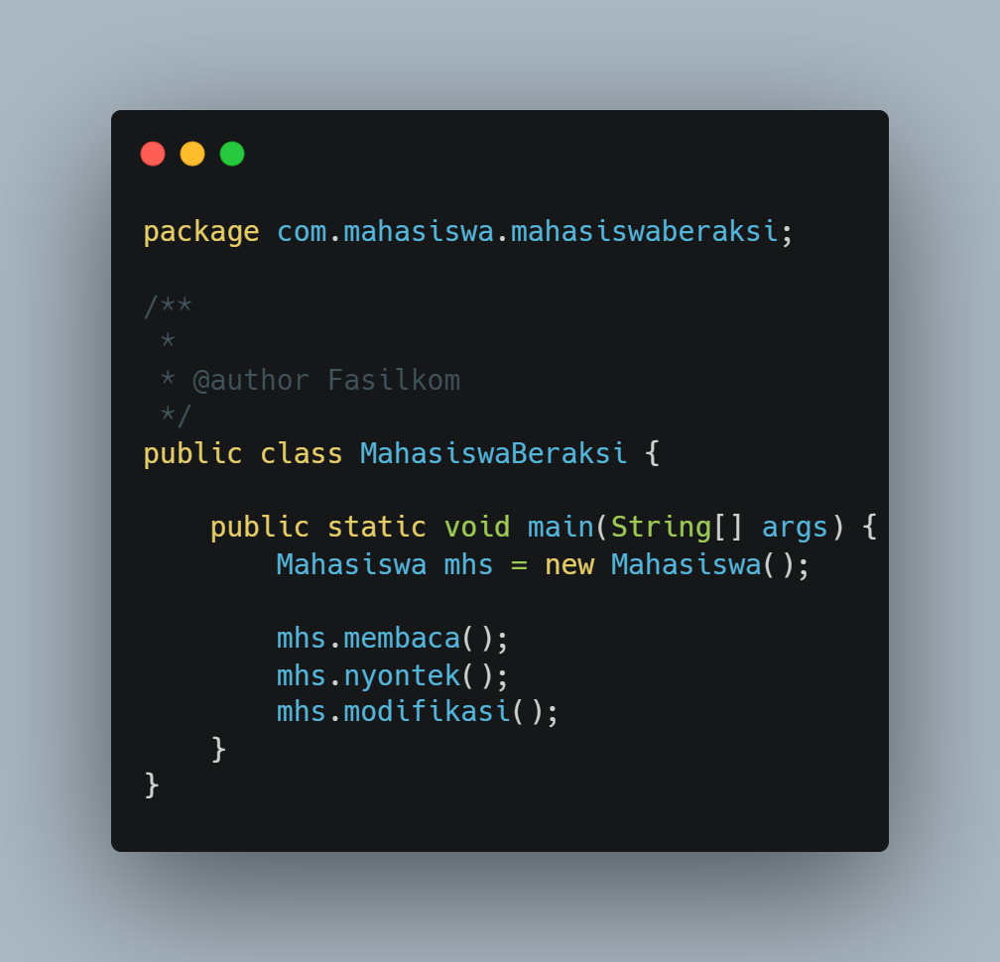 package com.mahasiswa.mahasiswaberaksi;
/**
 *
 * @author Fasilkom
 */
public class MahasiswaBeraksi {
    public static void main(String[] args) {
        Mahasiswa mhs = new Mahasiswa();
        mhs.membaca();
        mhs.nyontek();
        mhs.modifikasi();
    }
}